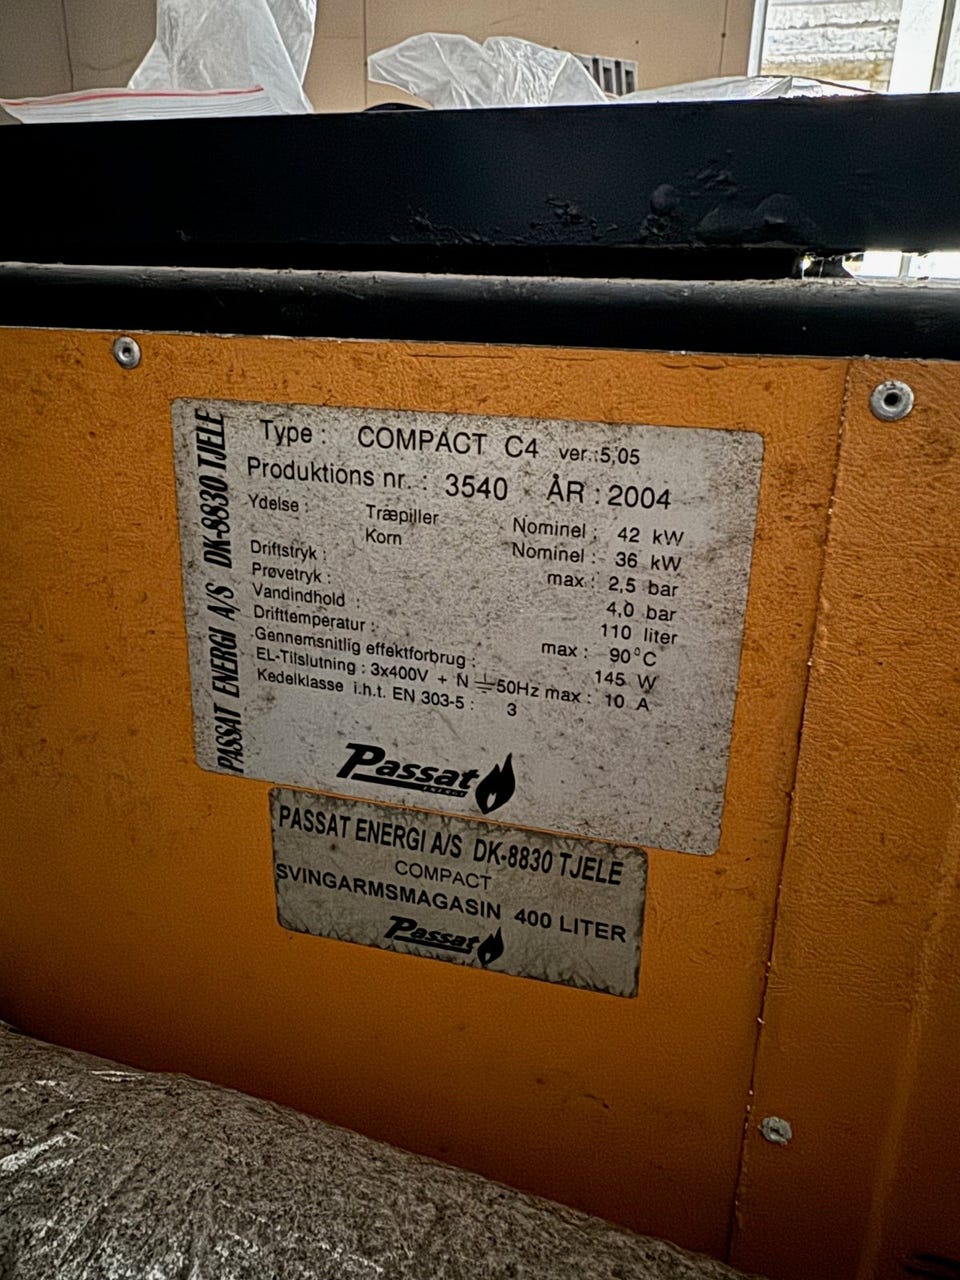 PASSAT ENERGI A/S DK-8830 TJELE
Type : COMPACT C4 ver.:5,05
Produktions nr. : 3540 ÅR : 2004
Ydelse : Træpiller Nominel : 42 kW
Korn Nominel : 36 kW
Driftstryk : max : 2,5 bar
Prøvetryk : 4,0 bar
Vandindhold : 110 liter
Drifttemperatur : max : 90°C
Gennemsnitlig effektforbrug : 145 W
EL-Tilslutning : 3x400V + N ⏚ 50Hz max : 10 A
Kedelklasse i.h.t. EN 303-5 : 3
Passat
ENERGI
PASSAT ENERGI A/S DK-8830 TJELE
COMPACT
SVINGARMSMAGASIN 400 LITER
Passat